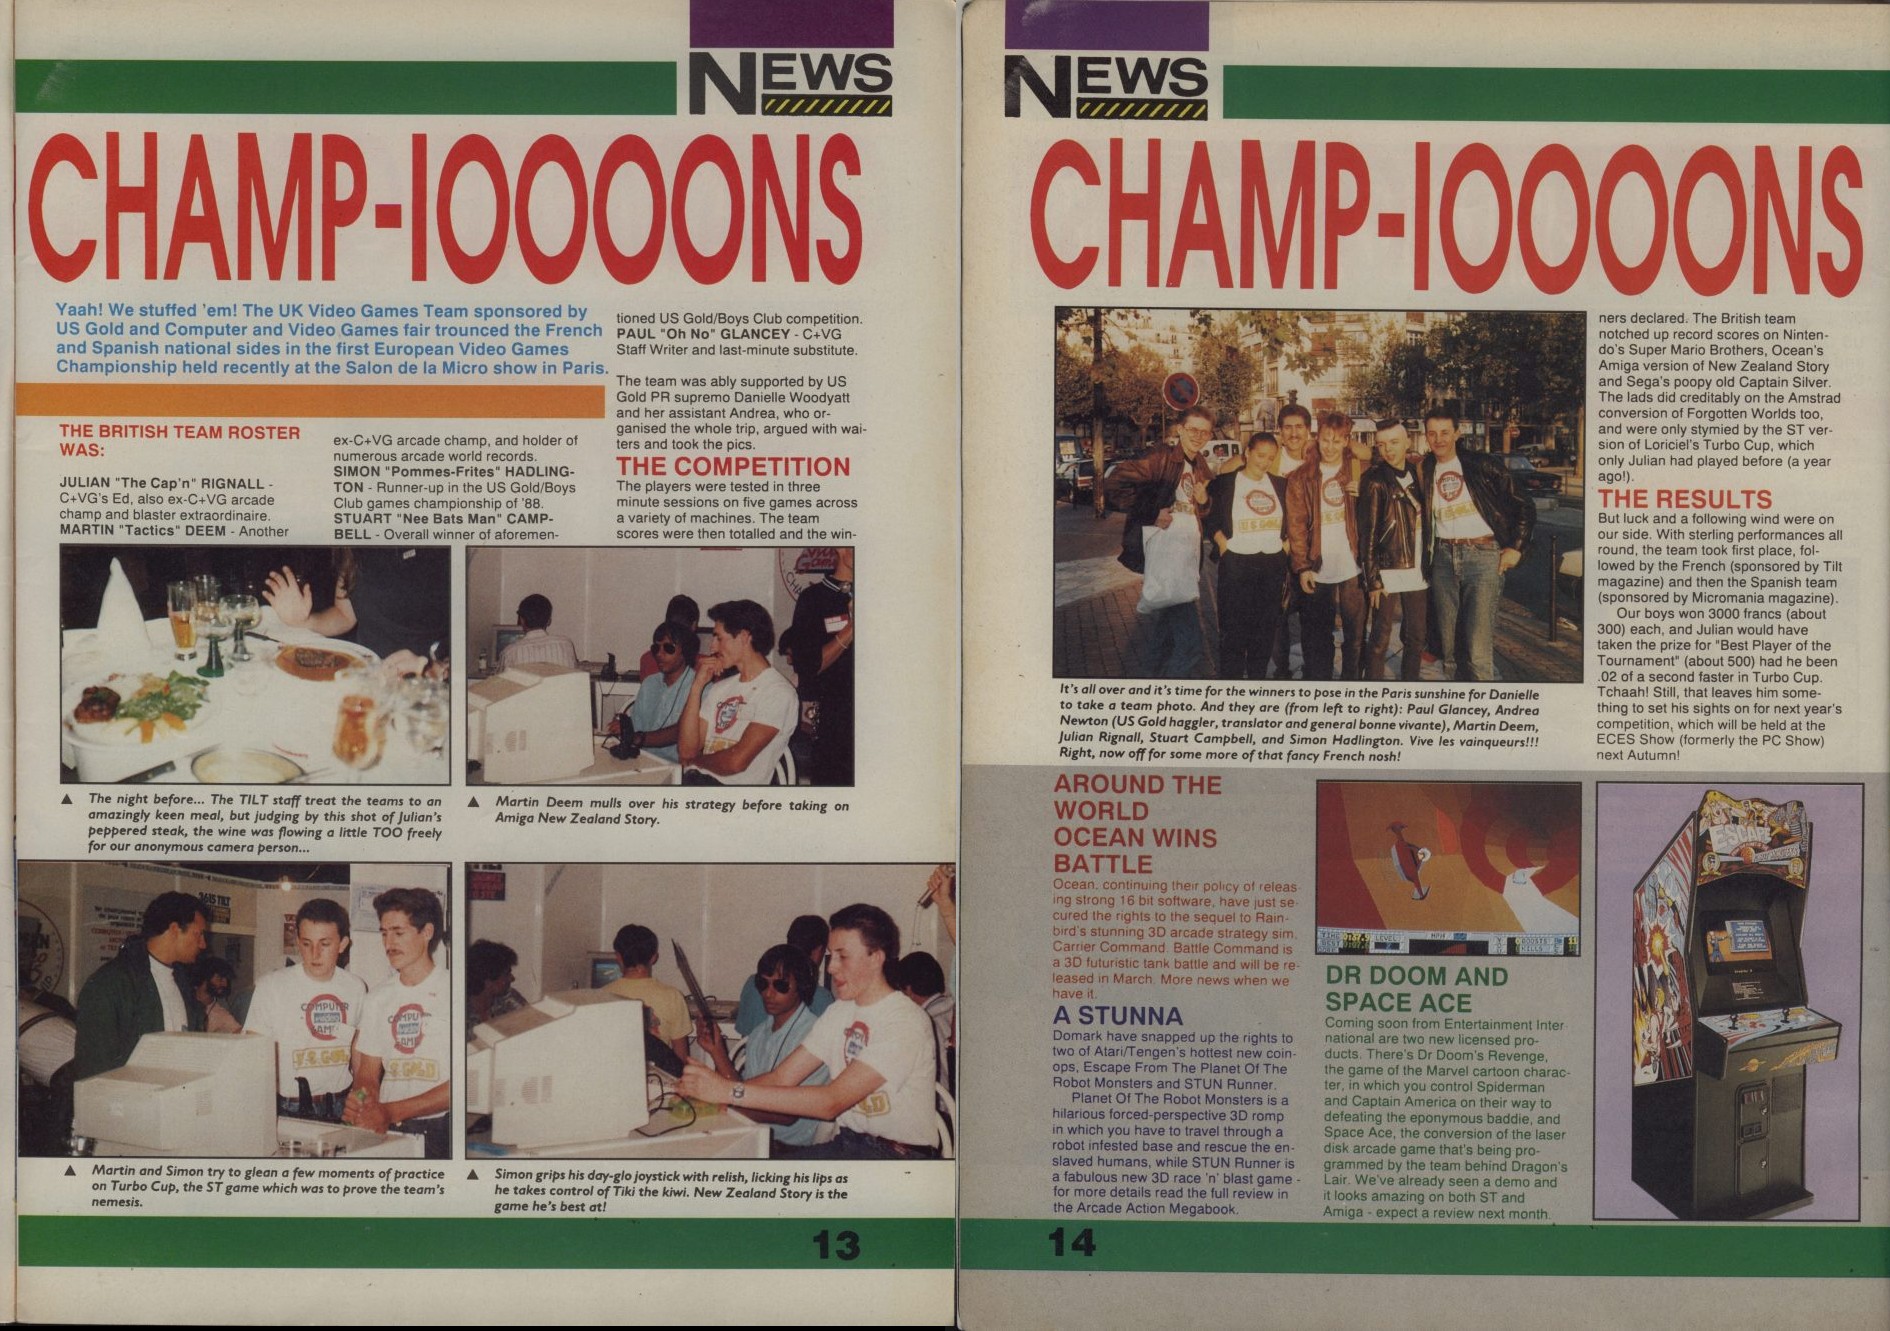 NEWS
CHAMP-IOOOONS
Yaah! We stuffed 'em! The UK Video Games Team sponsored by
US Gold and Computer and Video Games fair trounced the French
and Spanish national sides in the first European Video Games
Championship held recently at the Salon de la Micro show in Paris.
THE BRITISH TEAM ROSTER
WAS:
JULIAN "The Cap'n" RIGNALL -
C+VG's Ed, also ex-C+VG arcade
champ and blaster extraordinaire.
MARTIN "Tactics" DEEM - Another
ex-C+VG arcade champ, and holder of
numerous arcade world records.
SIMON "Pommes-Frites" HADLING-
TON - Runner-up in the US Gold/Boys
Club games championship of '88.
STUART "Nee Bats Man" CAMP-
BELL - Overall winner of aforemen-
tioned US Gold/Boys Club competition.
PAUL "Oh No" GLANCEY - C+VG
Staff Writer and last-minute substitute.
The team was ably supported by US
Gold PR supremo Danielle Woodyatt
and her assistant Andrea, who or-
ganised the whole trip, argued with wai-
ters and took the pics.
THE COMPETITION
The players were tested in three
minute sessions on five games across
a variety of machines. The team
scores were then totalled and the win-
▲ The night before... The TILT staff treat the teams to an
amazingly keen meal, but judging by this shot of Julian's
peppered steak, the wine was flowing a little TOO freely
for our anonymous camera person...
▲ Martin Deem mulls over his strategy before taking on
Amiga New Zealand Story.
▲ Martin and Simon try to glean a few moments of practice
on Turbo Cup, the ST game which was to prove the team's
nemesis.
▲ Simon grips his day-glo joystick with relish, licking his lips as
he takes control of Tiki the kiwi. New Zealand Story is the
game he's best at!
13
NEWS
CHAMP-IOOOONS
It's all over and it's time for the winners to pose in the Paris sunshine for Danielle
to take a team photo. And they are (from left to right): Paul Glancey, Andrea
Newton (US Gold haggler, translator and general bonne vivante), Martin Deem,
Julian Rignall, Stuart Campbell, and Simon Hadlington. Vive les vainqueurs!!!
Right, now off for some more of that fancy French nosh!
ners declared. The British team
notched up record scores on Ninten-
do's Super Mario Brothers, Ocean's
Amiga version of New Zealand Story
and Sega's poopy old Captain Silver.
The lads did creditably on the Amstrad
conversion of Forgotten Worlds too,
and were only stymied by the ST ver-
sion of Loriciel's Turbo Cup, which
only Julian had played before (a year
ago!).
THE RESULTS
But luck and a following wind were on
our side. With sterling performances all
round, the team took first place, fol-
lowed by the French (sponsored by Tilt
magazine) and then the Spanish team
(sponsored by Micromania magazine).
Our boys won 3000 francs (about
300) each, and Julian would have
taken the prize for "Best Player of the
Tournament" (about 500) had he been
.02 of a second faster in Turbo Cup.
Tchaah! Still, that leaves him some-
thing to set his sights on for next year's
competition, which will be held at the
ECES Show (formerly the PC Show)
next Autumn!
AROUND THE
WORLD
OCEAN WINS
BATTLE
Ocean, continuing their policy of releas-
ing strong 16 bit software, have just se-
cured the rights to the sequel to Rain-
bird's stunning 3D arcade strategy sim,
Carrier Command. Battle Command is
a 3D futuristic tank battle and will be re-
leased in March. More news when we
have it.
A STUNNA
Domark have snapped up the rights to
two of Atari/Tengen's hottest new coin-
ops, Escape From The Planet Of The
Robot Monsters and STUN Runner.
Planet Of The Robot Monsters is a
hilarious forced-perspective 3D romp
in which you have to travel through a
robot infested base and rescue the en-
slaved humans, while STUN Runner is
a fabulous new 3D race 'n' blast game -
for more details read the full review in
the Arcade Action Megabook.
DR DOOM AND
SPACE ACE
Coming soon from Entertainment Inter
national are two new licensed pro-
ducts. There's Dr Doom's Revenge,
the game of the Marvel cartoon charac-
ter, in which you control Spiderman
and Captain America on their way to
defeating the eponymous baddie, and
Space Ace, the conversion of the laser
disk arcade game that's being pro-
grammed by the team behind Dragon's
Lair. We've already seen a demo and
it looks amazing on both ST and
Amiga - expect a review next month.
ESCAPE
14